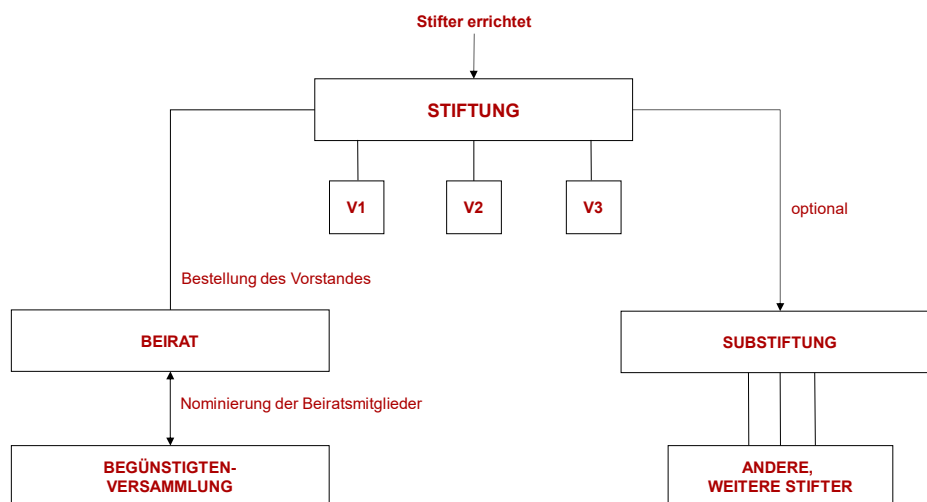 Stifter errichtet
STIFTUNG
V1
V2
V3
optional
Bestellung des Vorstandes
BEIRAT
SUBSTIFTUNG
Nominierung der Beiratsmitglieder
BEGÜNSTIGTEN-
VERSAMMLUNG
ANDERE,
WEITERE STIFTER